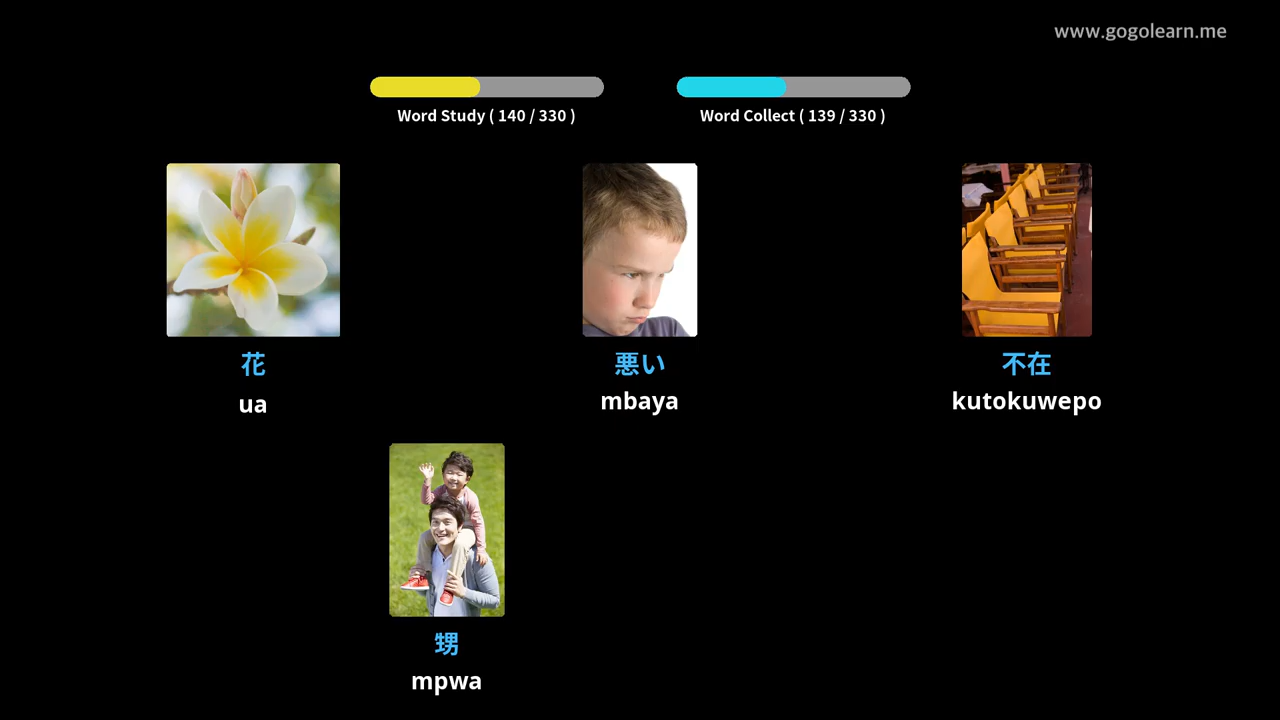 www.gogolearn.me
Word Study ( 140 / 330 )
Word Collect ( 139 / 330 )
花
ua
悪い
mbaya
不在
kutokuwepo
甥
mpwa